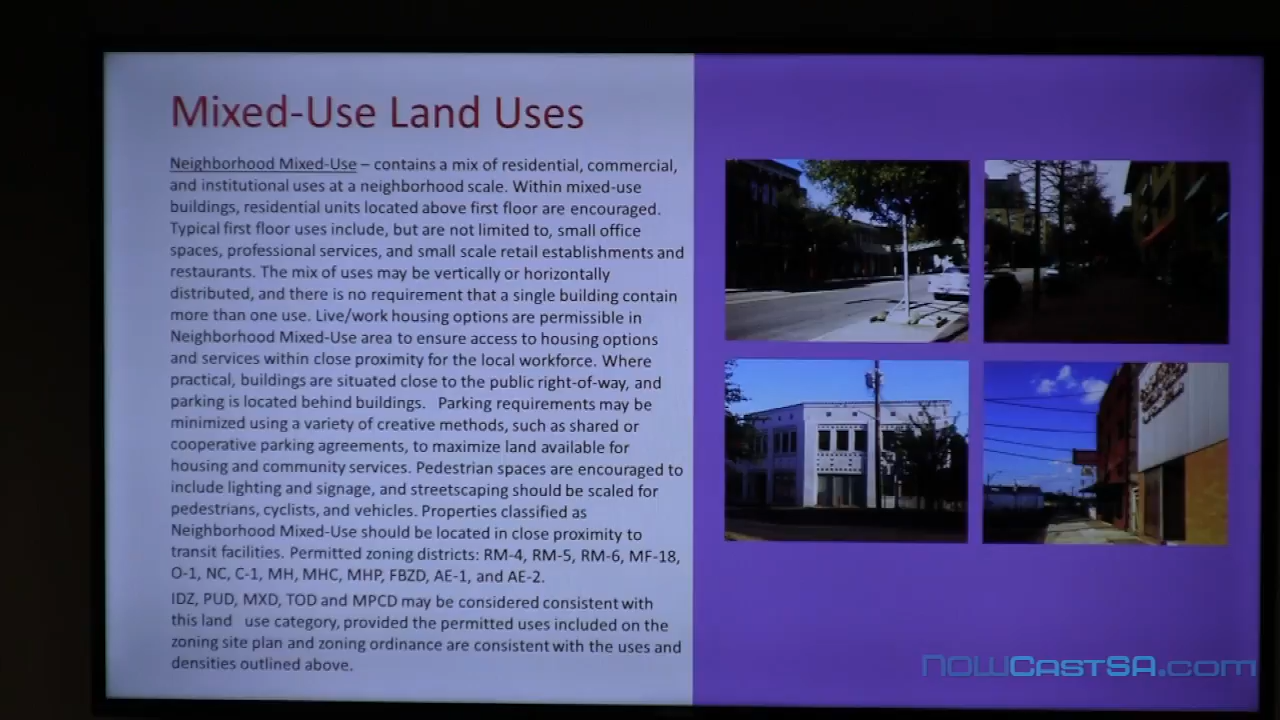 Mixed-Use Land Uses
Neighborhood Mixed-Use – contains a mix of residential, commercial,
and institutional uses at a neighborhood scale. Within mixed-use
buildings, residential units located above first floor are encouraged.
Typical first floor uses include, but are not limited to, small office
spaces, professional services, and small scale retail establishments and
restaurants. The mix of uses may be vertically or horizontally
distributed, and there is no requirement that a single building contain
more than one use. Live/work housing options are permissible in
Neighborhood Mixed-Use area to ensure access to housing options
and services within close proximity for the local workforce. Where
practical, buildings are situated close to the public right-of-way, and
parking is located behind buildings. Parking requirements may be
minimized using a variety of creative methods, such as shared or
cooperative parking agreements, to maximize land available for
housing and community services. Pedestrian spaces are encouraged to
include lighting and signage, and streetscaping should be scaled for
pedestrians, cyclists, and vehicles. Properties classified as
Neighborhood Mixed-Use should be located in close proximity to
transit facilities. Permitted zoning districts: RM-4, RM-5, RM-6, MF-18,
O-1, NC, C-1, MH, MHC, MHP, FBZD, AE-1, and AE-2.
IDZ, PUD, MXD, TOD and MPCD may be considered consistent with
this land use category, provided the permitted uses included on the
zoning site plan and zoning ordinance are consistent with the uses and
densities outlined above.
NOWCastSA.com